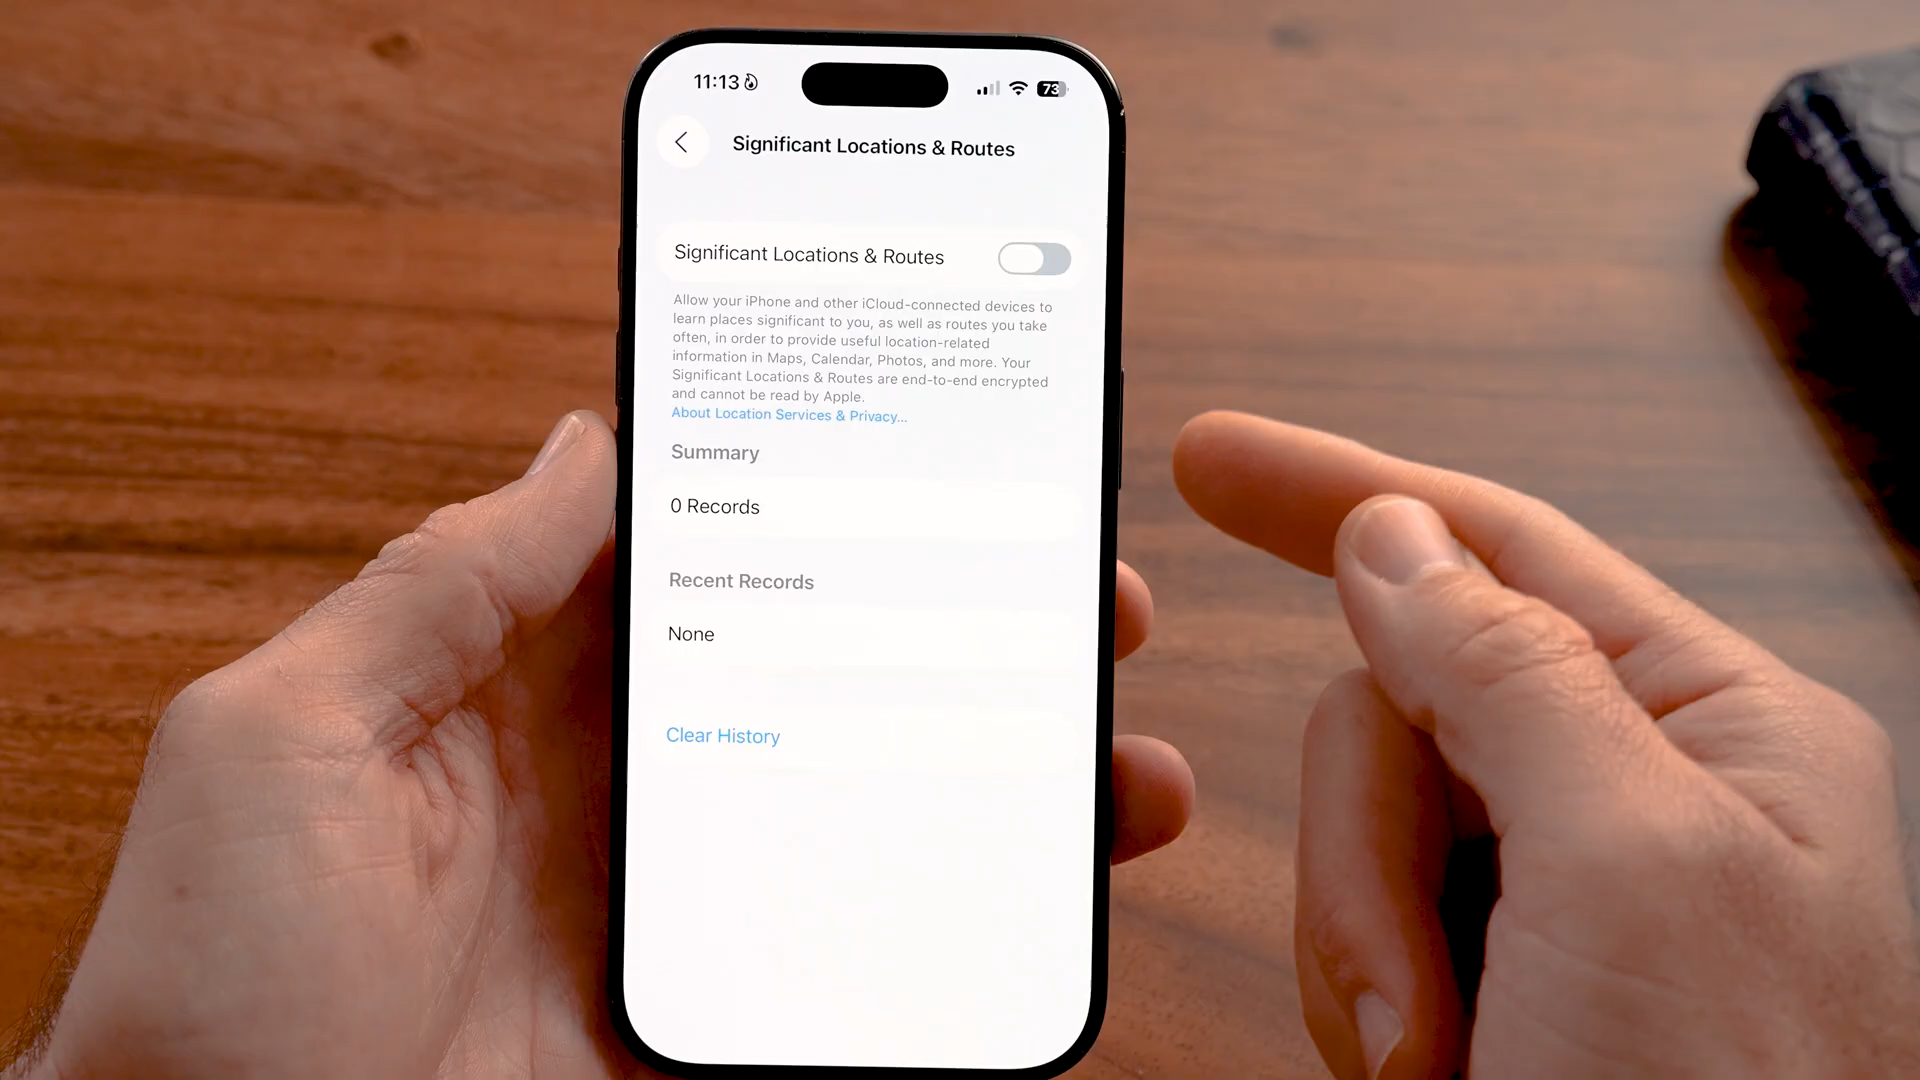 11:13
73
Significant Locations & Routes
Significant Locations & Routes
Allow your iPhone and other iCloud-connected devices to
learn places significant to you, as well as routes you take
often, in order to provide useful location-related
information in Maps, Calendar, Photos, and more. Your
Significant Locations & Routes are end-to-end encrypted
and cannot be read by Apple.
About Location Services & Privacy...
Summary
0 Records
Recent Records
None
Clear History